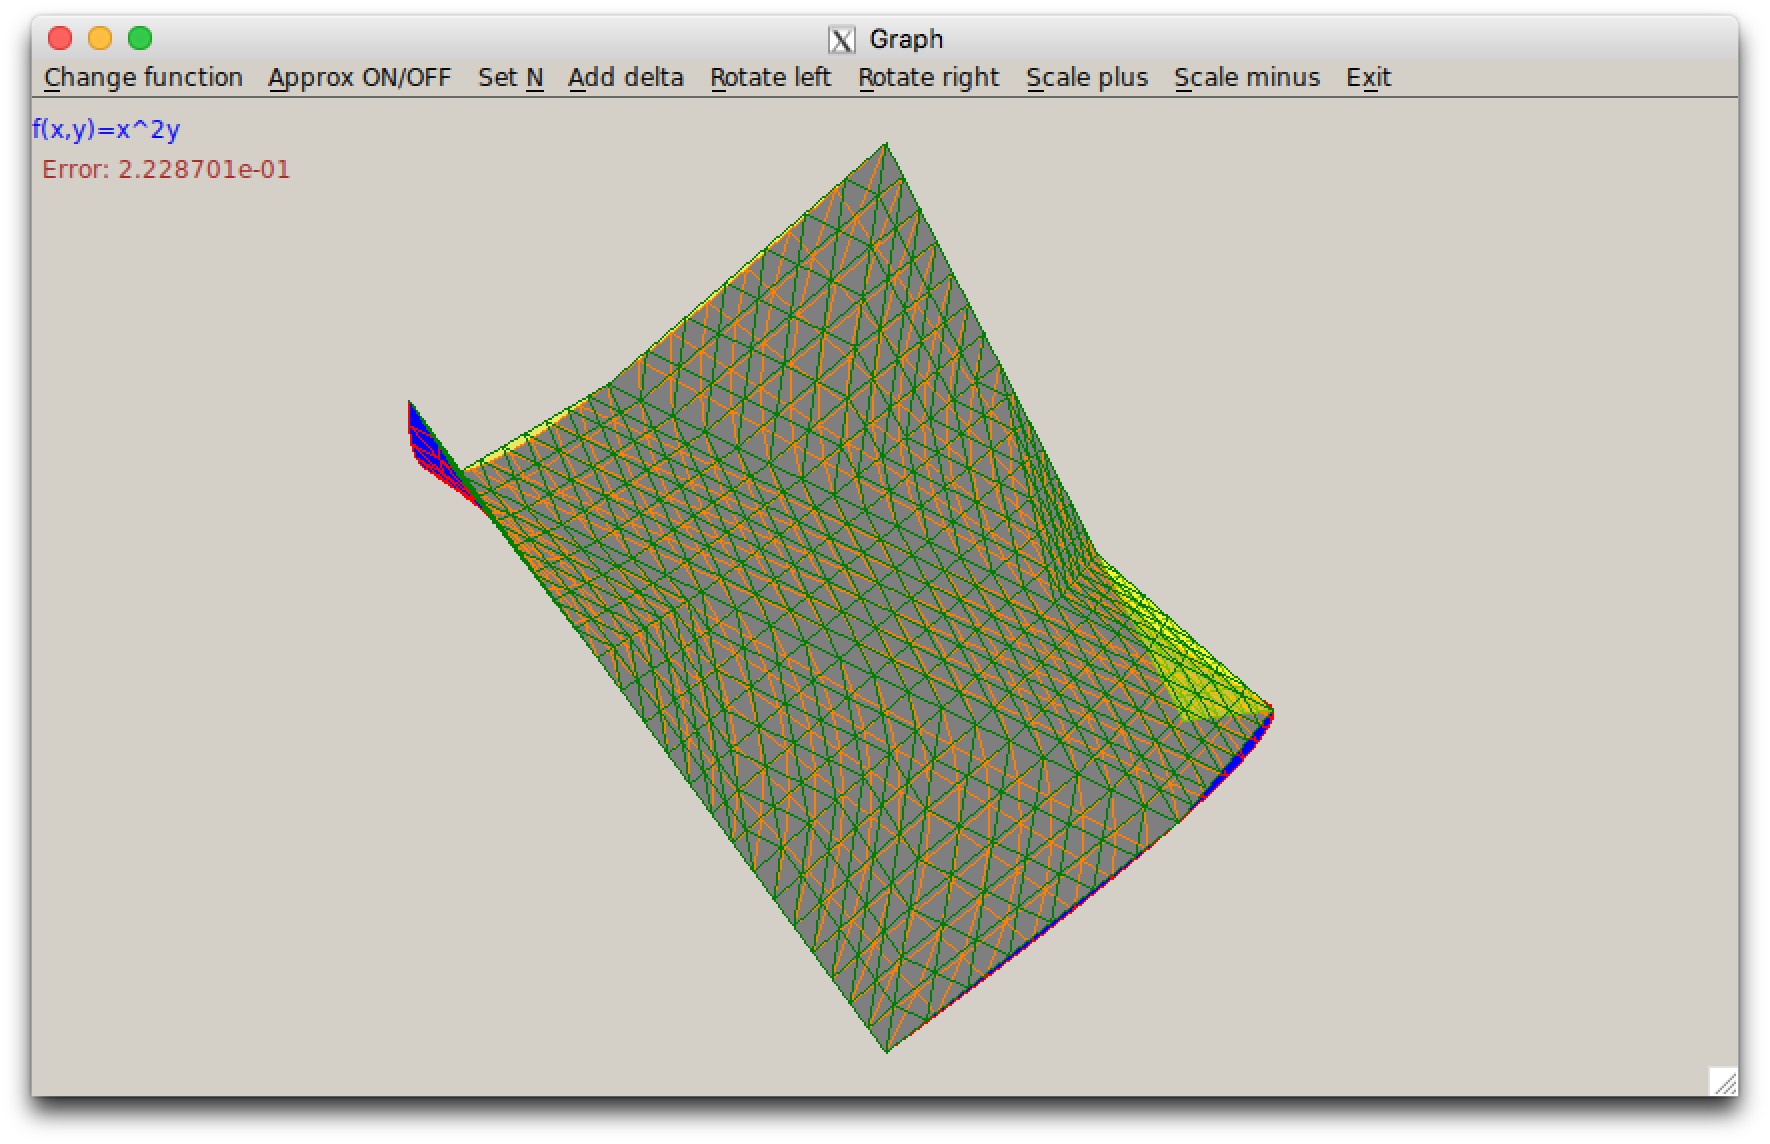 Graph
Change function Approx ON/OFF Set N Add delta Rotate left Rotate right Scale plus Scale minus Exit
f(x,y)=x^2y
Error: 2.228701e-01